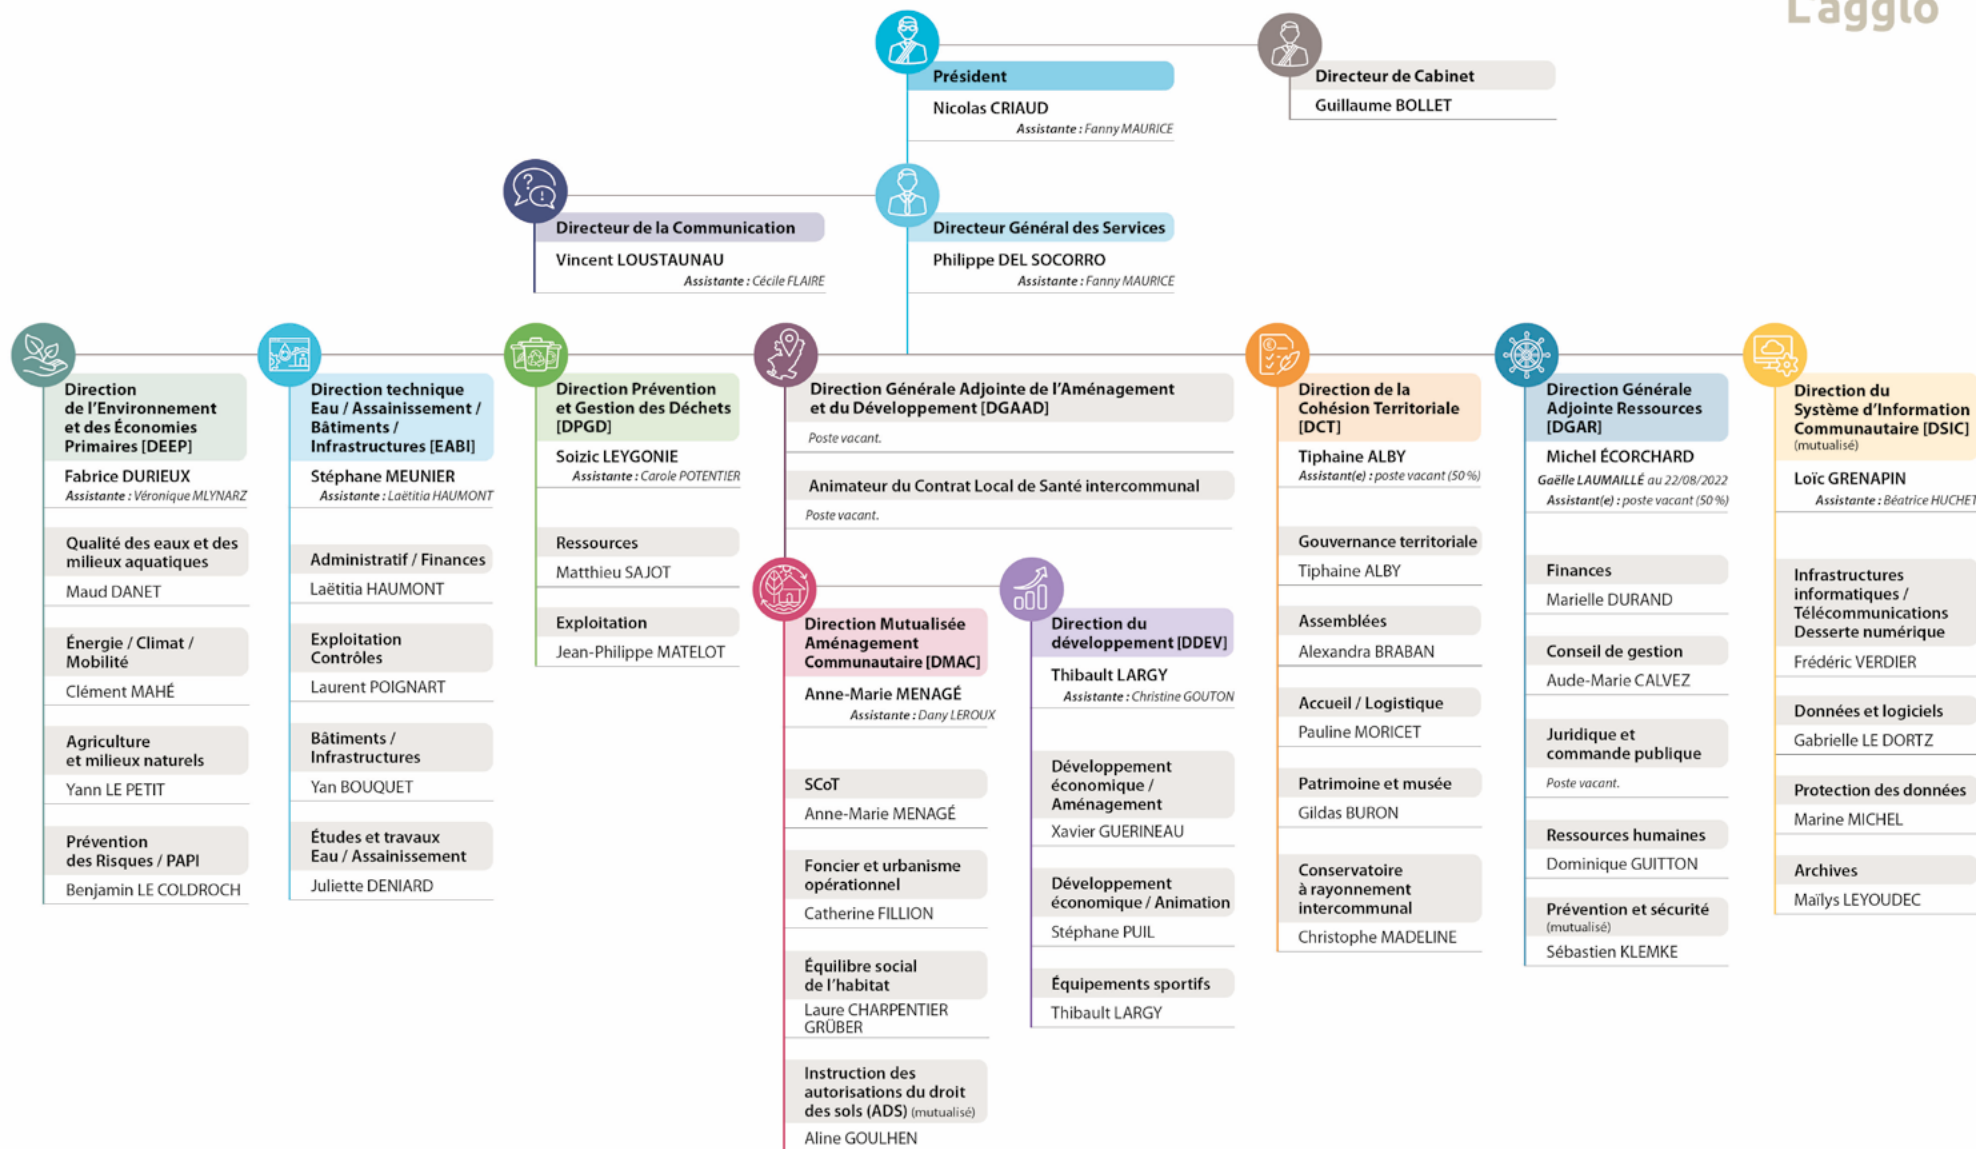 L'agglo
Président
Nicolas CRIAUD
Assistante : Fanny MAURICE
Directeur de Cabinet
Guillaume BOLLET
Directeur de la Communication
Vincent LOUSTAUNAU
Assistante : Cécile FLAIRE
Directeur Général des Services
Philippe DEL SOCORRO
Assistante : Fanny MAURICE
Direction
de l'Environnement
et des Économies
Primaires [DEEP]
Fabrice DURIEUX
Assistante : Véronique MLYNARZ
Qualité des eaux et des
milieux aquatiques
Maud DANET
Énergie / Climat /
Mobilité
Clément MAHÉ
Agriculture
et milieux naturels
Yann LE PETIT
Prévention
des Risques / PAPI
Benjamin LE COLDROCH
Direction technique
Eau / Assainissement /
Bâtiments /
Infrastructures [EABI]
Stéphane MEUNIER
Assistante : Laëtitia HAUMONT
Administratif / Finances
Laëtitia HAUMONT
Exploitation
Contrôles
Laurent POIGNART
Bâtiments /
Infrastructures
Yan BOUQUET
Études et travaux
Eau / Assainissement
Juliette DENIARD
Direction Prévention
et Gestion des Déchets
[DPGD]
Soizic LEYGONIE
Assistante : Carole POTENTIER
Ressources
Matthieu SAJOT
Exploitation
Jean-Philippe MATELOT
Direction Générale Adjointe de l'Aménagement
et du Développement [DGAAD]
Poste vacant.
Animateur du Contrat Local de Santé intercommunal
Poste vacant.
Direction Mutualisée
Aménagement
Communautaire [DMAC]
Anne-Marie MENAGÉ
Assistante : Dany LEROUX
SCoT
Anne-Marie MENAGÉ
Foncier et urbanisme
opérationnel
Catherine FILLION
Équilibre social
de l'habitat
Laure CHARPENTIER
GRÜBER
Instruction des
autorisations du droit
des sols (ADS) (mutualisé)
Aline GOULHEN
Direction du
développement [DDEV]
Thibault LARGY
Assistante : Christine GOUTON
Développement
économique /
Aménagement
Xavier GUERINEAU
Développement
économique / Animation
Stéphane PUIL
Équipements sportifs
Thibault LARGY
Direction de la
Cohésion Territoriale
[DCT]
Tiphaine ALBY
Assistant(e) : poste vacant (50 %)
Gouvernance territoriale
Tiphaine ALBY
Assemblées
Alexandra BRABAN
Accueil / Logistique
Pauline MORICET
Patrimoine et musée
Gildas BURON
Conservatoire
à rayonnement
intercommunal
Christophe MADELINE
Direction Générale
Adjointe Ressources
[DGAR]
Michel ÉCORCHARD
Gaëlle LAUMAILLÉ au 22/08/2022
Assistant(e) : poste vacant (50 %)
Finances
Marielle DURAND
Conseil de gestion
Aude-Marie CALVEZ
Juridique et
commande publique
Poste vacant.
Ressources humaines
Dominique GUITTON
Prévention et sécurité
(mutualisé)
Sébastien KLEMKE
Direction du
Système d'Information
Communautaire [DSIC]
(mutualisé)
Loïc GRENAPIN
Assistante : Béatrice HUCHET
Infrastructures
informatiques /
Télécommunications
Desserte numérique
Frédéric VERDIER
Données et logiciels
Gabrielle LE DORTZ
Protection des données
Marine MICHEL
Archives
Maïlys LEYOUDEC